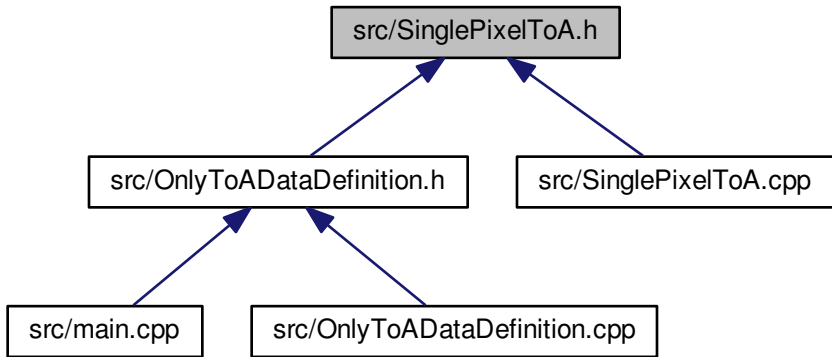 src/SinglePixelToA.h
src/OnlyToADataDefinition.h
src/SinglePixelToA.cpp
src/main.cpp
src/OnlyToADataDefinition.cpp